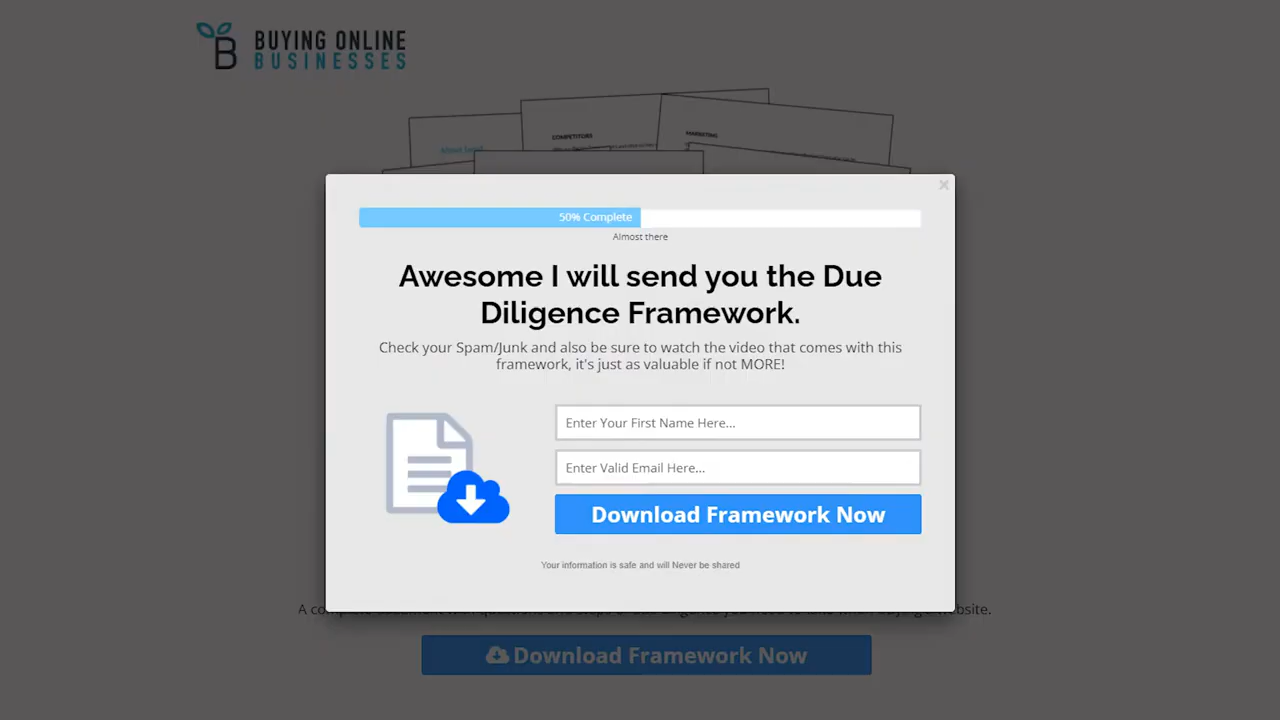 BUYING ONLINE
BUSINESSES
COMPETITORS
MARKETING
50% Complete
Almost there
Awesome I will send you the Due
Diligence Framework.
Check your Spam/Junk and also be sure to watch the video that comes with this
framework, it's just as valuable if not MORE!
Enter Your First Name Here...
Enter Valid Email Here...
Download Framework Now
Your information is safe and will Never be shared
Download Framework Now